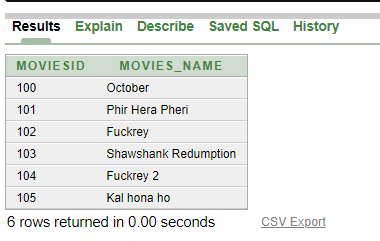 Results Explain Describe Saved SQL History
MOVIESID MOVIES_NAME
100 October
101 Phir Hera Pheri
102 Fuckrey
103 Shawshank Redumption
104 Fuckrey 2
105 Kal hona ho
6 rows returned in 0.00 seconds CSV Export